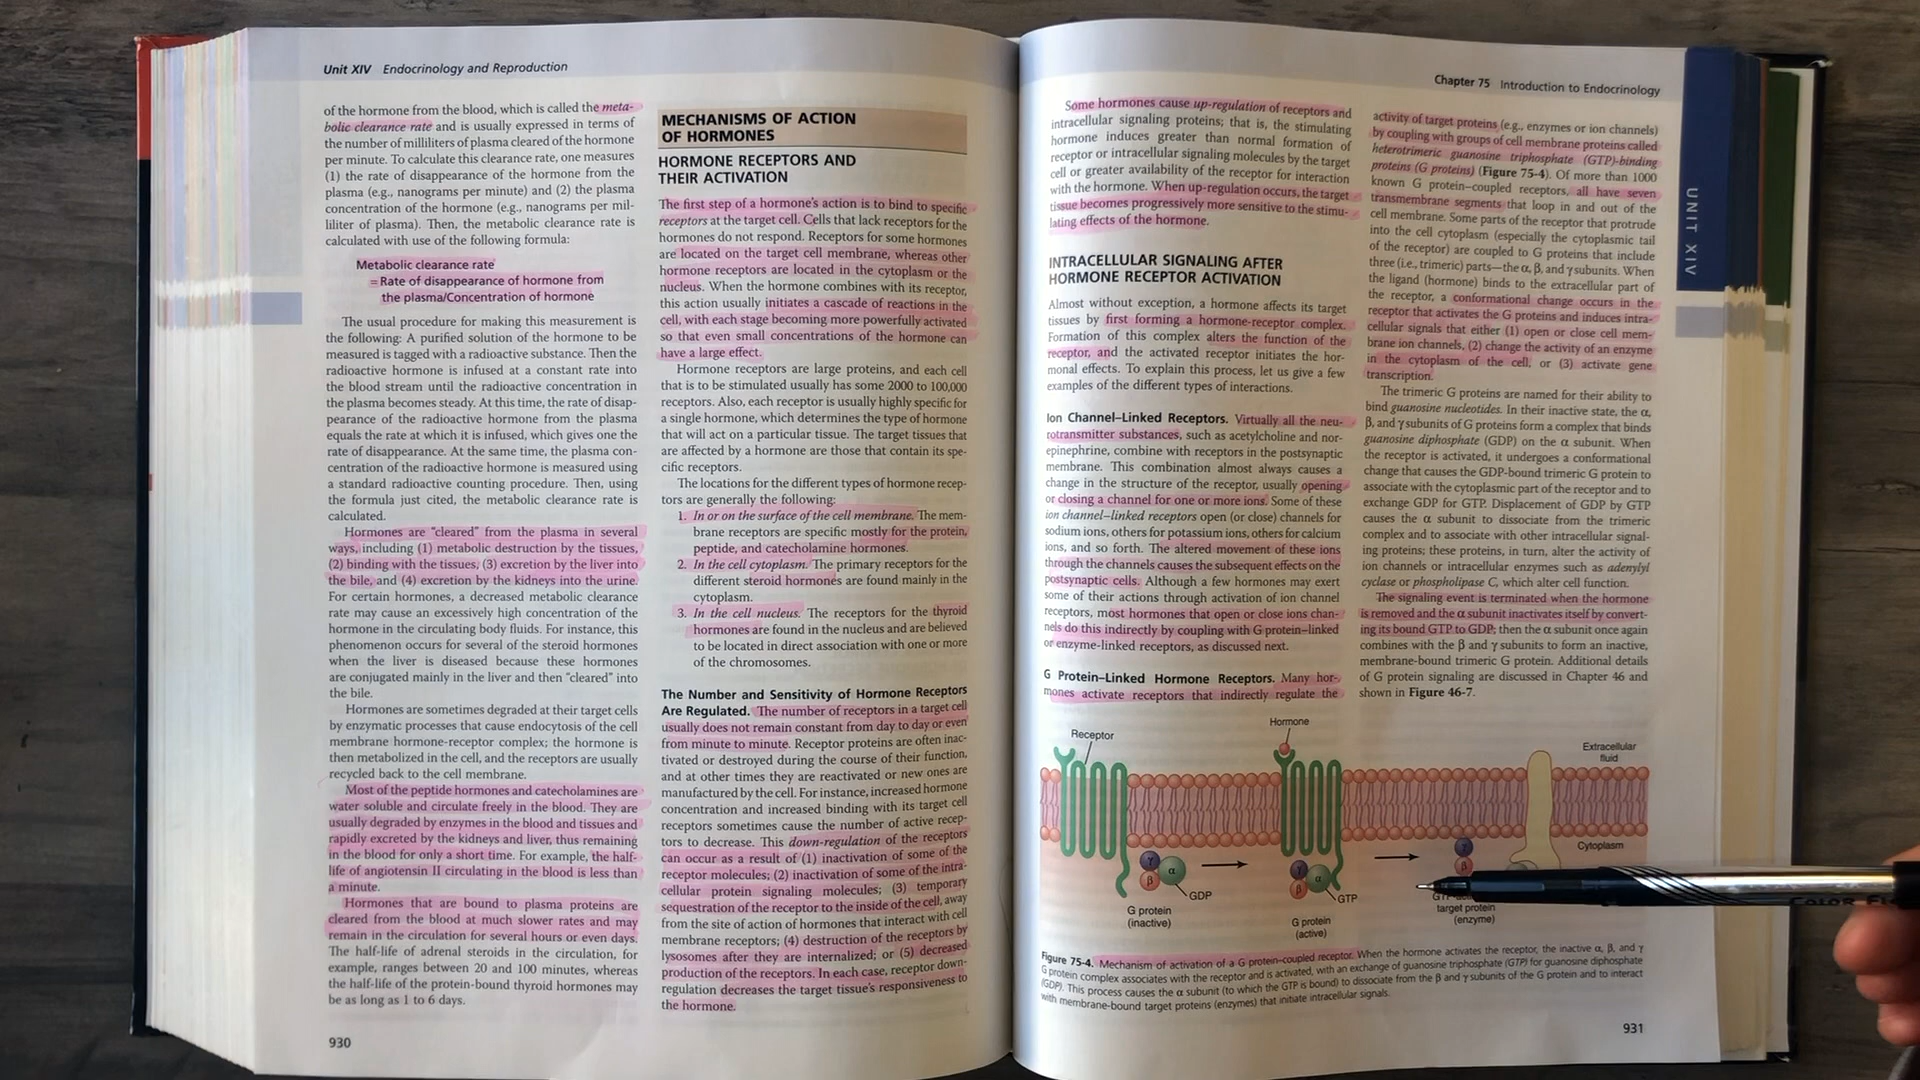 Unit XIV Endocrinology and Reproduction
of the hormone from the blood, which is called the meta-
bolic clearance rate and is usually expressed in terms of
the number of milliliters of plasma cleared of the hormone
per minute. To calculate this clearance rate, one measures
(1) the rate of disappearance of the hormone from the
plasma (e.g., nanograms per minute) and (2) the plasma
concentration of the hormone (e.g., nanograms per mil-
liliter of plasma). Then, the metabolic clearance rate is
calculated with use of the following formula:
Metabolic clearance rate
= Rate of disappearance of hormone from
the plasma/Concentration of hormone
The usual procedure for making this measurement is
the following: A purified solution of the hormone to be
measured is tagged with a radioactive substance. Then the
radioactive hormone is infused at a constant rate into
the blood stream until the radioactive concentration in
the plasma becomes steady. At this time, the rate of disap-
pearance of the radioactive hormone from the plasma
equals the rate at which it is infused, which gives one the
rate of disappearance. At the same time, the plasma con-
centration of the radioactive hormone is measured using
a standard radioactive counting procedure. Then, using
the formula just cited, the metabolic clearance rate is
calculated.
Hormones are "cleared" from the plasma in several
ways, including (1) metabolic destruction by the tissues,
(2) binding with the tissues, (3) excretion by the liver into
the bile, and (4) excretion by the kidneys into the urine.
For certain hormones, a decreased metabolic clearance
rate may cause an excessively high concentration of the
hormone in the circulating body fluids. For instance, this
phenomenon occurs for several of the steroid hormones
when the liver is diseased because these hormones
are conjugated mainly in the liver and then "cleared" into
the bile.
Hormones are sometimes degraded at their target cells
by enzymatic processes that cause endocytosis of the cell
membrane hormone-receptor complex; the hormone is
then metabolized in the cell, and the receptors are usually
recycled back to the cell membrane.
Most of the peptide hormones and catecholamines are
water soluble and circulate freely in the blood. They are
usually degraded by enzymes in the blood and tissues and
rapidly excreted by the kidneys and liver, thus remaining
in the blood for only a short time. For example, the half-
life of angiotensin II circulating in the blood is less than
a minute.
Hormones that are bound to plasma proteins are
cleared from the blood at much slower rates and may
remain in the circulation for several hours or even days.
The half-life of adrenal steroids in the circulation, for
example, ranges between 20 and 100 minutes, whereas
the half-life of the protein-bound thyroid hormones may
be as long as 1 to 6 days.
930
MECHANISMS OF ACTION
OF HORMONES
HORMONE RECEPTORS AND
THEIR ACTIVATION
The first step of a hormone's action is to bind to specific
receptors at the target cell. Cells that lack receptors for the
hormones do not respond. Receptors for some hormones
are located on the target cell membrane, whereas other
hormone receptors are located in the cytoplasm or the
nucleus. When the hormone combines with its receptor,
this action usually initiates a cascade of reactions in the
cell, with each stage becoming more powerfully activated
so that even small concentrations of the hormone can
have a large effect.
Hormone receptors are large proteins, and each cell
that is to be stimulated usually has some 2000 to 100,000
receptors. Also, each receptor is usually highly specific for
a single hormone, which determines the type of hormone
that will act on a particular tissue. The target tissues that
are affected by a hormone are those that contain its spe-
cific receptors.
The locations for the different types of hormone recep-
tors are generally the following:
1. In or on the surface of the cell membrane. The mem-
brane receptors are specific mostly for the protein,
peptide, and catecholamine hormones.
2. In the cell cytoplasm. The primary receptors for the
different steroid hormones are found mainly in the
cytoplasm.
3. In the cell nucleus. The receptors for the thyroid
hormones are found in the nucleus and are believed
to be located in direct association with one or more
of the chromosomes.
The Number and Sensitivity of Hormone Receptors
Are Regulated. The number of receptors in a target cell
usually does not remain constant from day to day or even
from minute to minute. Receptor proteins are often inac-
tivated or destroyed during the course of their function,
and at other times they are reactivated or new ones are
manufactured by the cell. For instance, increased hormone
concentration and increased binding with its target cell
receptors sometimes cause the number of active recep-
tors to decrease. This down-regulation of the receptors
can occur as a result of (1) inactivation of some of the
receptor molecules; (2) inactivation of some of the intra-
cellular protein signaling molecules; (3) temporary
sequestration of the receptor to the inside of the cell, away
from the site of action of hormones that interact with cell
membrane receptors; (4) destruction of the receptors by
lysosomes after they are internalized; or (5) decreased
production of the receptors. In each case, receptor down-
regulation decreases the target tissue's responsiveness to
the hormone.
Chapter 75 Introduction to Endocrinology
Some hormones cause up-regulation of receptors and
intracellular signaling proteins; that is, the stimulating
hormone induces greater than normal formation of
receptor or intracellular signaling molecules by the target
cell or greater availability of the receptor for interaction
with the hormone. When up-regulation occurs, the target
tissue becomes progressively more sensitive to the stimu-
lating effects of the hormone.
INTRACELLULAR SIGNALING AFTER
HORMONE RECEPTOR ACTIVATION
Almost without exception, a hormone affects its target
tissues by first forming a hormone-receptor complex.
Formation of this complex alters the function of the
receptor, and the activated receptor initiates the hor-
monal effects. To explain this process, let us give a few
examples of the different types of interactions.
Ion Channel–Linked Receptors. Virtually all the neu-
rotransmitter substances, such as acetylcholine and nor-
epinephrine, combine with receptors in the postsynaptic
membrane. This combination almost always causes a
change in the structure of the receptor, usually opening
or closing a channel for one or more ions. Some of these
ion channel–linked receptors open (or close) channels for
sodium ions, others for potassium ions, others for calcium
ions, and so forth. The altered movement of these ions
through the channels causes the subsequent effects on the
postsynaptic cells. Although a few hormones may exert
some of their actions through activation of ion channel
receptors, most hormones that open or close ions chan-
nels do this indirectly by coupling with G protein–linked
or enzyme-linked receptors, as discussed next.
G Protein–Linked Hormone Receptors. Many hor-
mones activate receptors that indirectly regulate the
activity of target proteins (e.g., enzymes or ion channels)
by coupling with groups of cell membrane proteins called
heterotrimeric guanosine triphosphate (GTP)-binding
proteins (G proteins) (Figure 75-4). Of more than 1000
known G protein–coupled receptors, all have seven
transmembrane segments that loop in and out of the
cell membrane. Some parts of the receptor that protrude
into the cell cytoplasm (especially the cytoplasmic tail
of the receptor) are coupled to G proteins that include
three (i.e., trimeric) parts—the α, β, and γ subunits. When
the ligand (hormone) binds to the extracellular part of
the receptor, a conformational change occurs in the
receptor that activates the G proteins and induces intra-
cellular signals that either (1) open or close cell mem-
brane ion channels, (2) change the activity of an enzyme
in the cytoplasm of the cell, or (3) activate gene
transcription.
The trimeric G proteins are named for their ability to
bind guanosine nucleotides. In their inactive state, the α,
β, and γ subunits of G proteins form a complex that binds
guanosine diphosphate (GDP) on the α subunit. When
the receptor is activated, it undergoes a conformational
change that causes the GDP-bound trimeric G protein to
associate with the cytoplasmic part of the receptor and to
exchange GDP for GTP. Displacement of GDP by GTP
causes the α subunit to dissociate from the trimeric
complex and to associate with other intracellular signal-
ing proteins; these proteins, in turn, alter the activity of
ion channels or intracellular enzymes such as adenylyl
cyclase or phospholipase C, which alter cell function.
The signaling event is terminated when the hormone
is removed and the α subunit inactivates itself by convert-
ing its bound GTP to GDP; then the α subunit once again
combines with the β and γ subunits to form an inactive,
membrane-bound trimeric G protein. Additional details
of G protein signaling are discussed in Chapter 46 and
shown in Figure 46-7.
UNIT XIV
Receptor
Hormone
Extracellular
fluid
Cytoplasm
γ
β
α
GDP
G protein
(inactive)
γ
β
α
GTP
G protein
(active)
γ
β
target protein
(enzyme)
Figure 75-4. Mechanism of activation of a G protein–coupled receptor. When the hormone activates the receptor, the inactive α, β, and γ
G protein complex associates with the receptor and is activated, with an exchange of guanosine triphosphate (GTP) for guanosine diphosphate
(GDP). This process causes the α subunit (to which the GTP is bound) to dissociate from the β and γ subunits of the G protein and to interact
with membrane-bound target proteins (enzymes) that initiate intracellular signals.
931